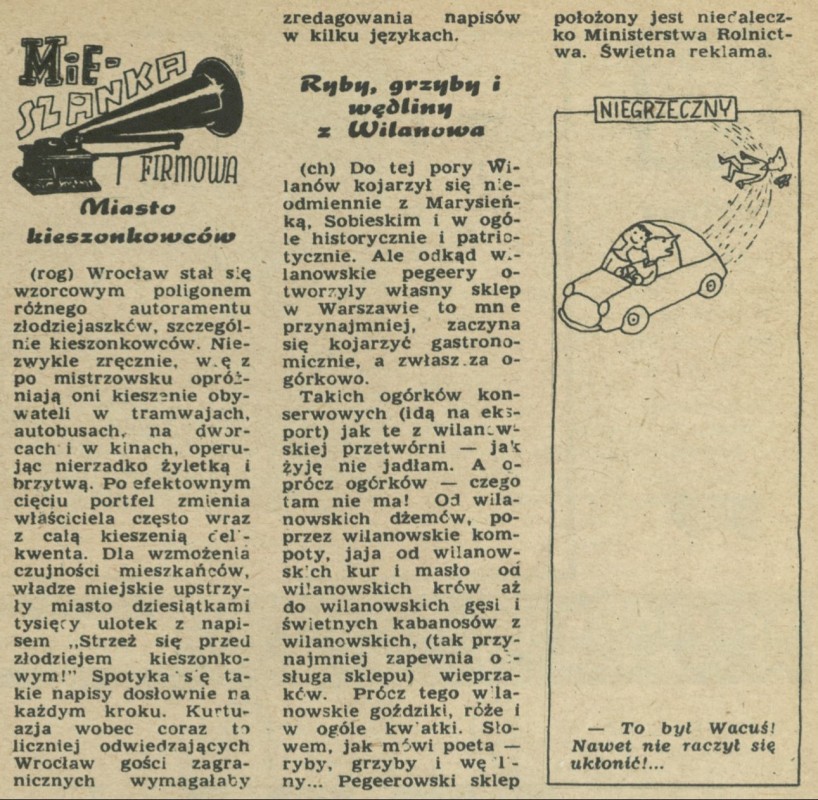 MiE-
SZANKA
FIRMOWA
Miasto
kieszonkowców
(rog) Wrocław stał się
wzorcowym poligonem
różnego autoramentu
złodziejaszków, szczegól-
nie kieszonkowców. Nie-
zwykle zręcznie, w.ę z
po mistrzowsku opróż-
niają oni kieszenie oby-
wateli w tramwajach,
autobusach, na dwor-
cach i w kinach, operu-
jąc nierzadko żyletką i
brzytwą. Po efektownym
cięciu portfel zmienia
właściciela często wraz
z całą kieszenią del'-
kwenta. Dla wzmożenia
czujności mieszkańców,
władze miejskie upstrzy-
ły miasto dziesiątkami
tysięcy ulotek z napi-
sem „Strzeż się przed
złodziejem kieszonko-
wym!" Spotyka s'ę ta-
kie napisy dosłownie na
każdym kroku. Kurtu-
azja wobec coraz to
liczniej odwiedzających
Wrocław gości zagra-
nicznych wymagałaby
zredagowania napisów
w kilku językach.
Ryby, grzyby i
wędliny
z Wilanowa
(ch) Do tej pory Wi-
lanów kojarzył się nie-
odmiennie z Marysień-
ką, Sobieskim i w ogó-
le historycznie i patrio-
tycznie. Ale odkąd wi-
lanowskie pegeery o-
tworzyly własny sklep
w Warszawie to mn e
przynajmniej, zaczyna
się kojarzyć gastrono-
micznie, a zwłasz.za o-
górkowo.
Takich ogórków kon-
serwowych (idą na eks-
port) jak te z wilanow-
skiej przetwórni — jak
żyję nie jadłam. A o-
prócz ogórków — czego
tam nie ma! Od wila-
nowskich dżemów, po-
przez wilanowskie kom-
poty, jaja od wilanow-
skich kur i masło od
wilanowskich krów aż
do wilanowskich gęsi i
świetnych kabanosów z
wilanowskich, (tak przy-
najmniej zapewnia o'-
sługa sklepu) wieprza-
ków. Prócz tego wila-
nowskie goździki, róże i
w ogóle kw'atki. Sło-
wem, jak mówi poeta —
ryby, grzyby i wę l'-
ny... Pegeerowski sklep
położony jest niedalecz-
ko Ministerstwa Rolnict-
wa. Świetna reklama.
NIEGRZECZNY
— To był Wacuś!
Nawet nie raczył się
ukłonić!...